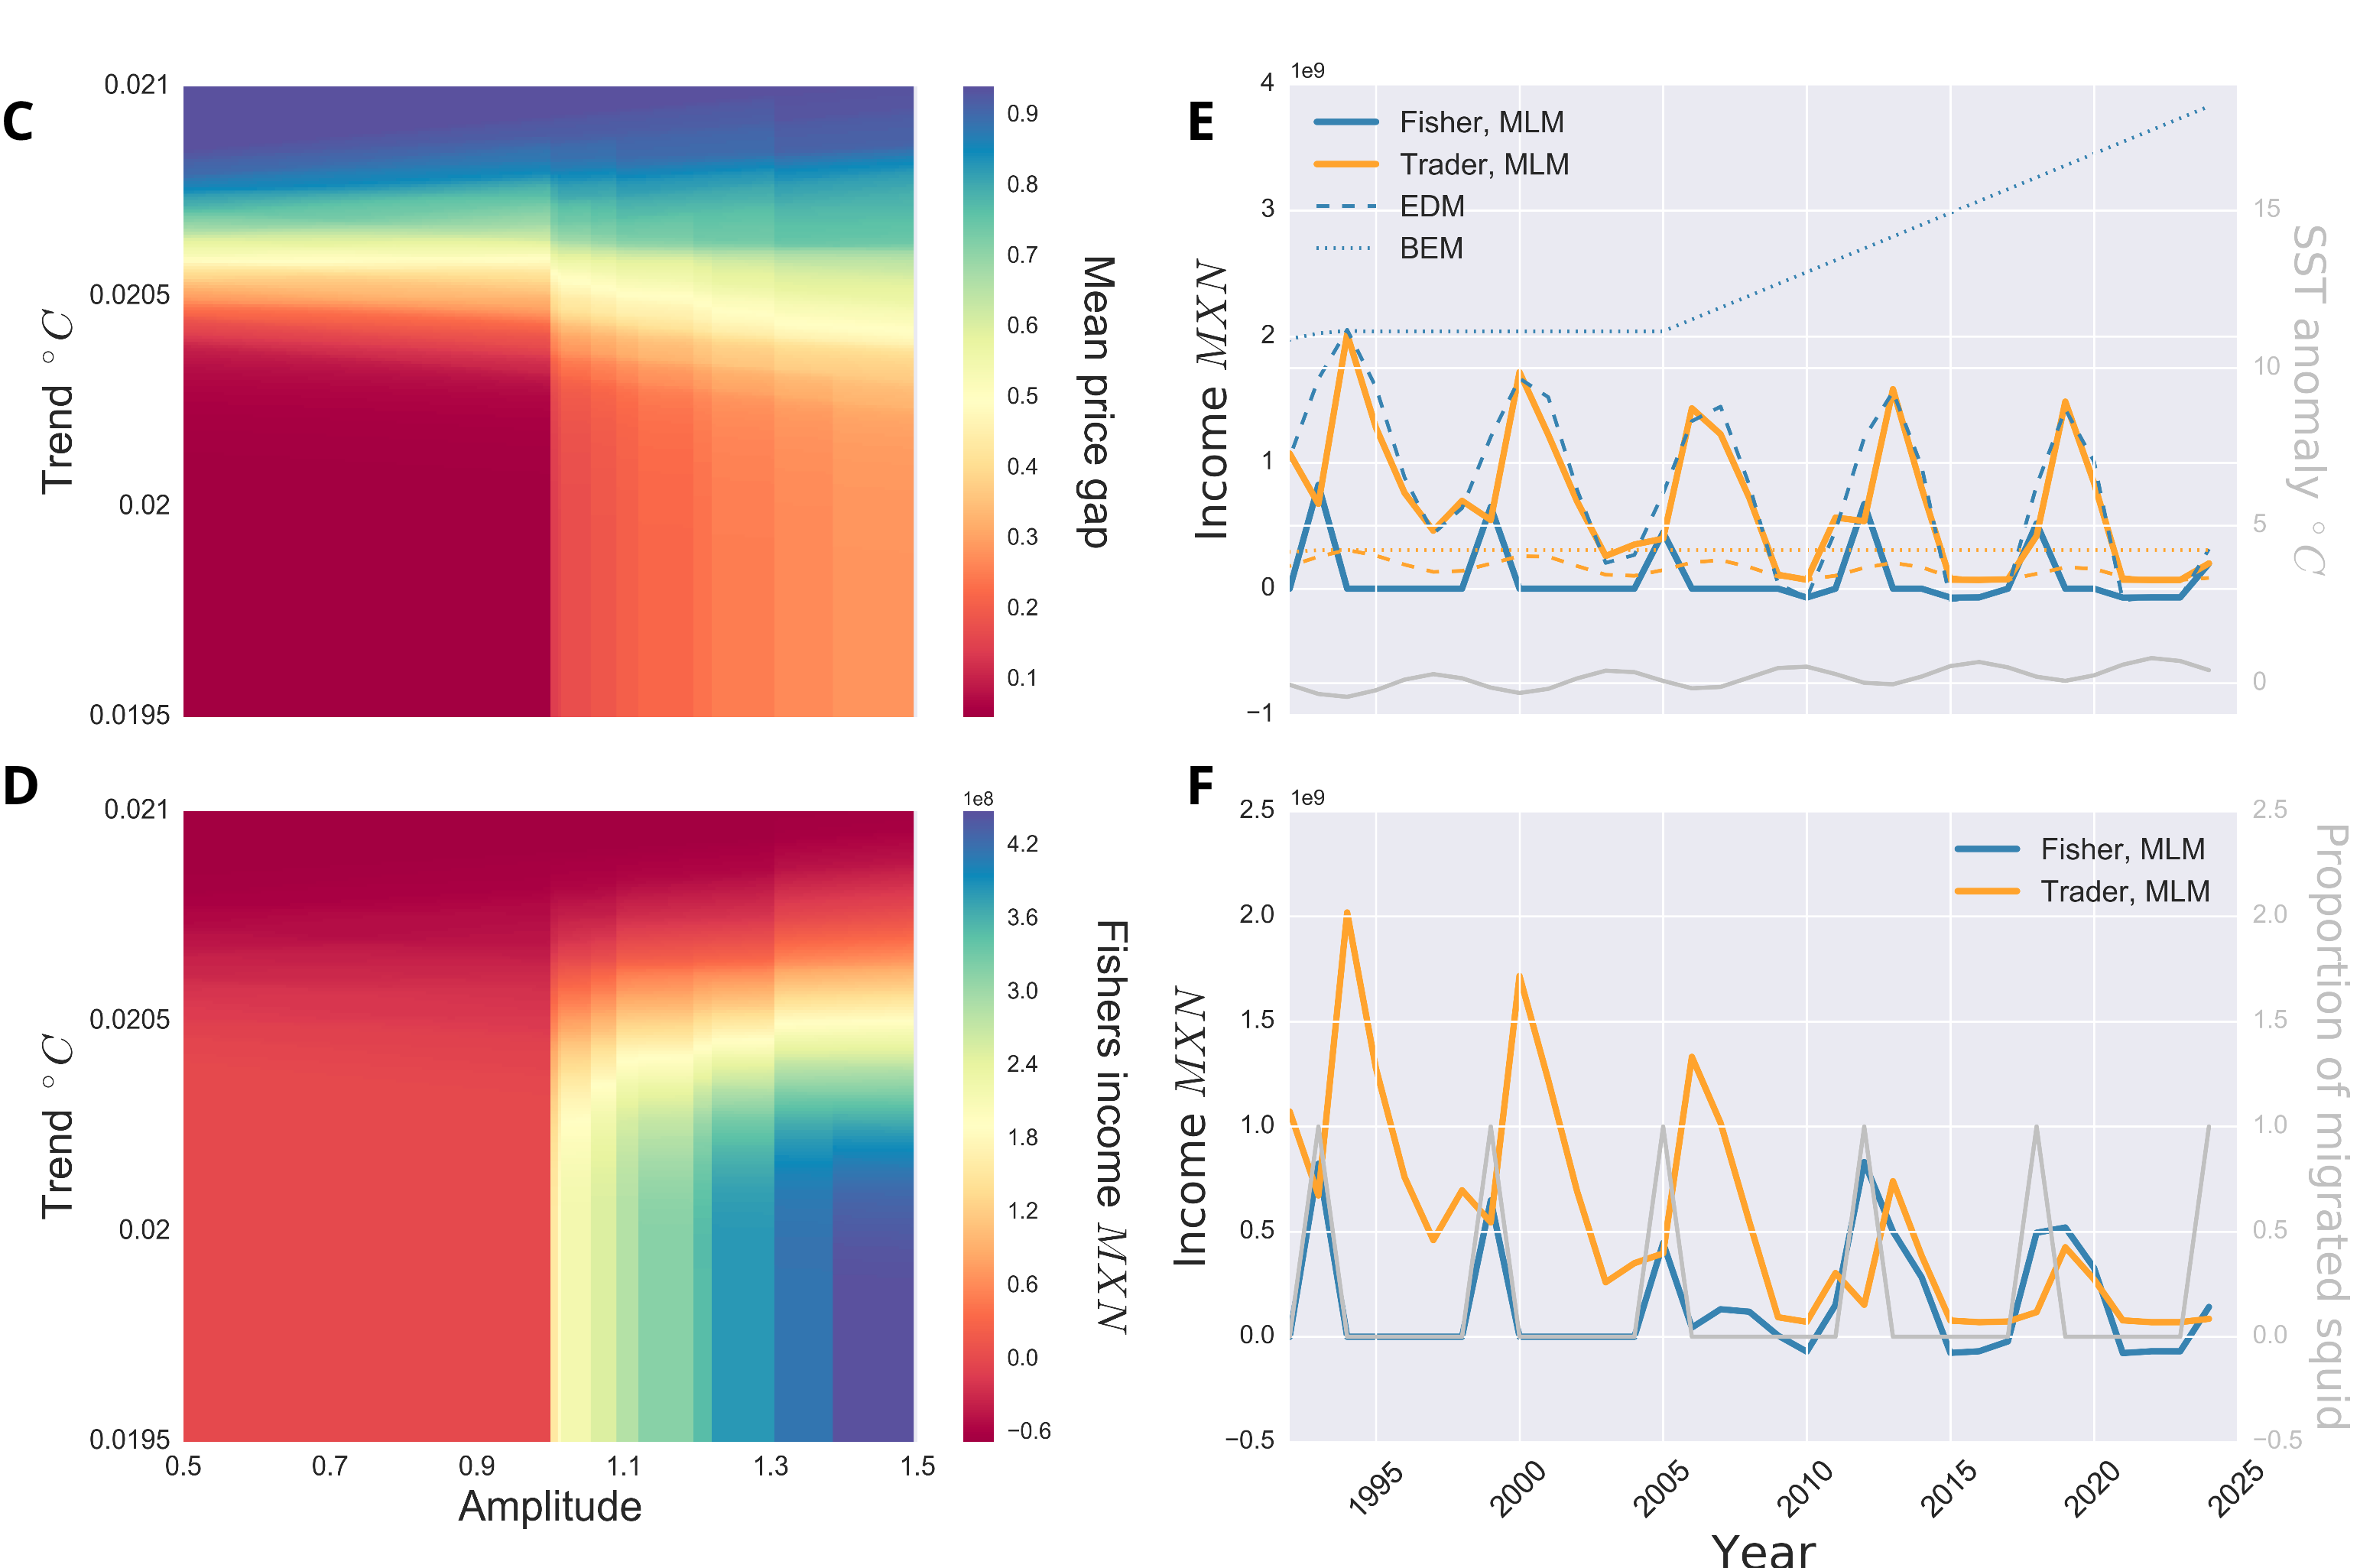 C
0.021
0.0205
0.02
0.0195
Trend °C
0.9
0.8
0.7
0.6
0.5
0.4
0.3
0.2
0.1
Mean price gap
D
0.021
0.0205
0.02
0.0195
Trend °C
0.5 0.7 0.9 1.1 1.3 1.5
Amplitude
1e8
4.2
3.6
3.0
2.4
1.8
1.2
0.6
0.0
−0.6
Fishers income MXN
E
1e9
4
3
2
1
0
−1
Income MXN
Fisher, MLM
Trader, MLM
EDM
BEM
15
10
5
0
SST anomaly °C
F
1e9
2.5
2.0
1.5
1.0
0.5
0.0
−0.5
Income MXN
Fisher, MLM
Trader, MLM
2.5
2.0
1.5
1.0
0.5
0.0
−0.5
Proportion of migrated squid
1995 2000 2005 2010 2015 2020 2025
Year